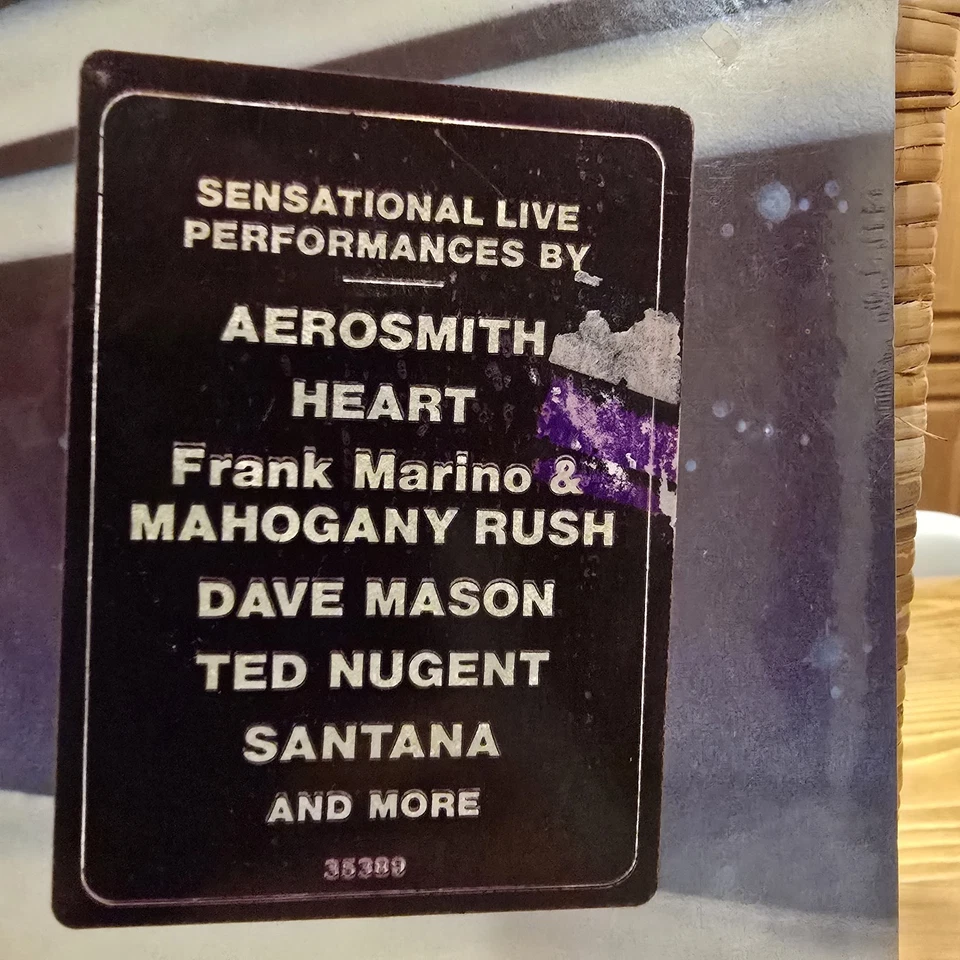 SENSATIONAL LIVE
PERFORMANCES BY
AEROSMITH
HEART
Frank Marino &
MAHOGANY RUSH
DAVE MASON
TED NUGENT
SANTANA
AND MORE
35389